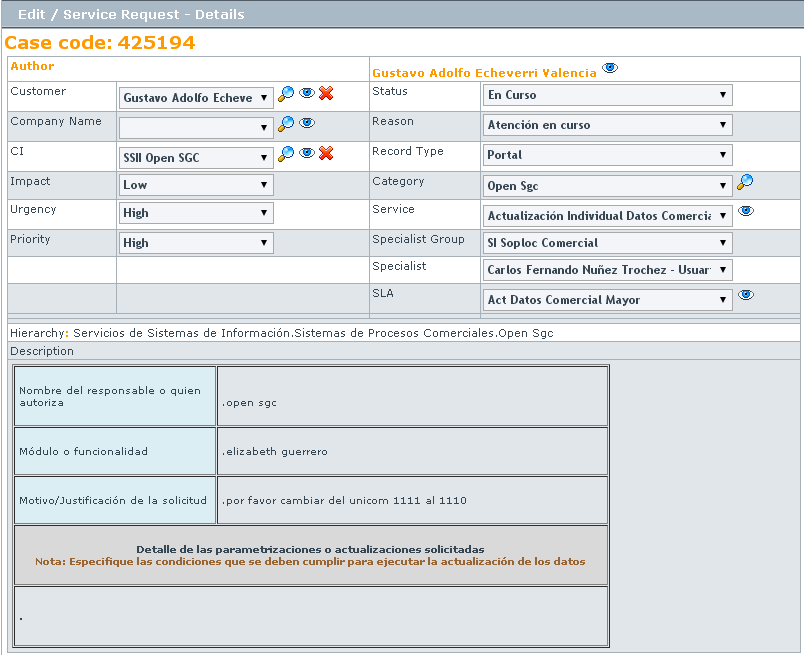 Edit / Service Request - Details
Case code: 425194
Author
Gustavo Adolfo Echeverri Valencia
Customer
Gustavo Adolfo Echeve
Status
En Curso
Company Name
Reason
Atención en curso
CI
SSII Open SGC
Record Type
Portal
Impact
Low
Category
Open Sgc
Urgency
High
Service
Actualización Individual Datos Comercia
Priority
High
Specialist Group
SI Soploc Comercial
Specialist
Carlos Fernando Nuñez Trochez - Usuar
SLA
Act Datos Comercial Mayor
Hierarchy: Servicios de Sistemas de Información.Sistemas de Procesos Comerciales.Open Sgc
Description
Nombre del responsable o quien
autoriza
.open sgc
Módulo o funcionalidad
.elizabeth guerrero
Motivo/Justificación de la solicitud
.por favor cambiar del unicom 1111 al 1110
Detalle de las parametrizaciones o actualizaciones solicitadas
Nota: Especifique las condiciones que se deben cumplir para ejecutar la actualización de los datos
.